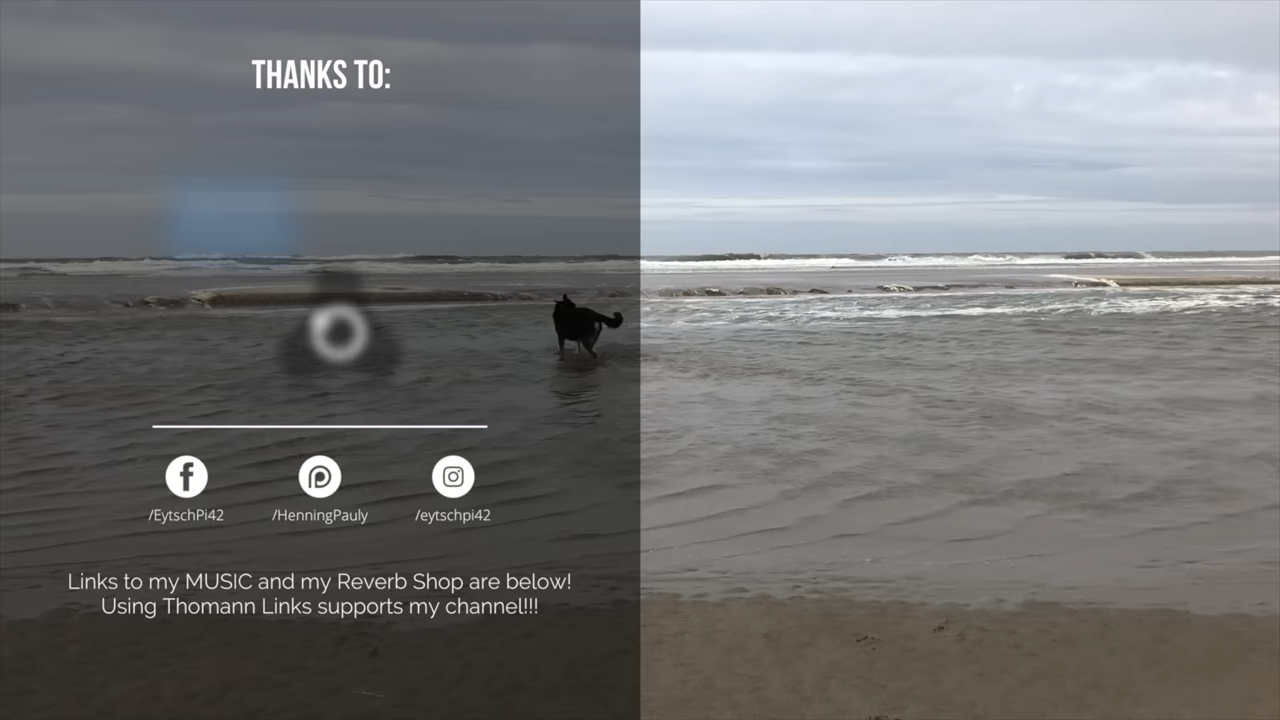 THANKS TO:
/EytschPi42 /HenningPauly /eytschpi42
Links to my MUSIC and my Reverb Shop are below!
Using Thomann Links supports my channel!!!